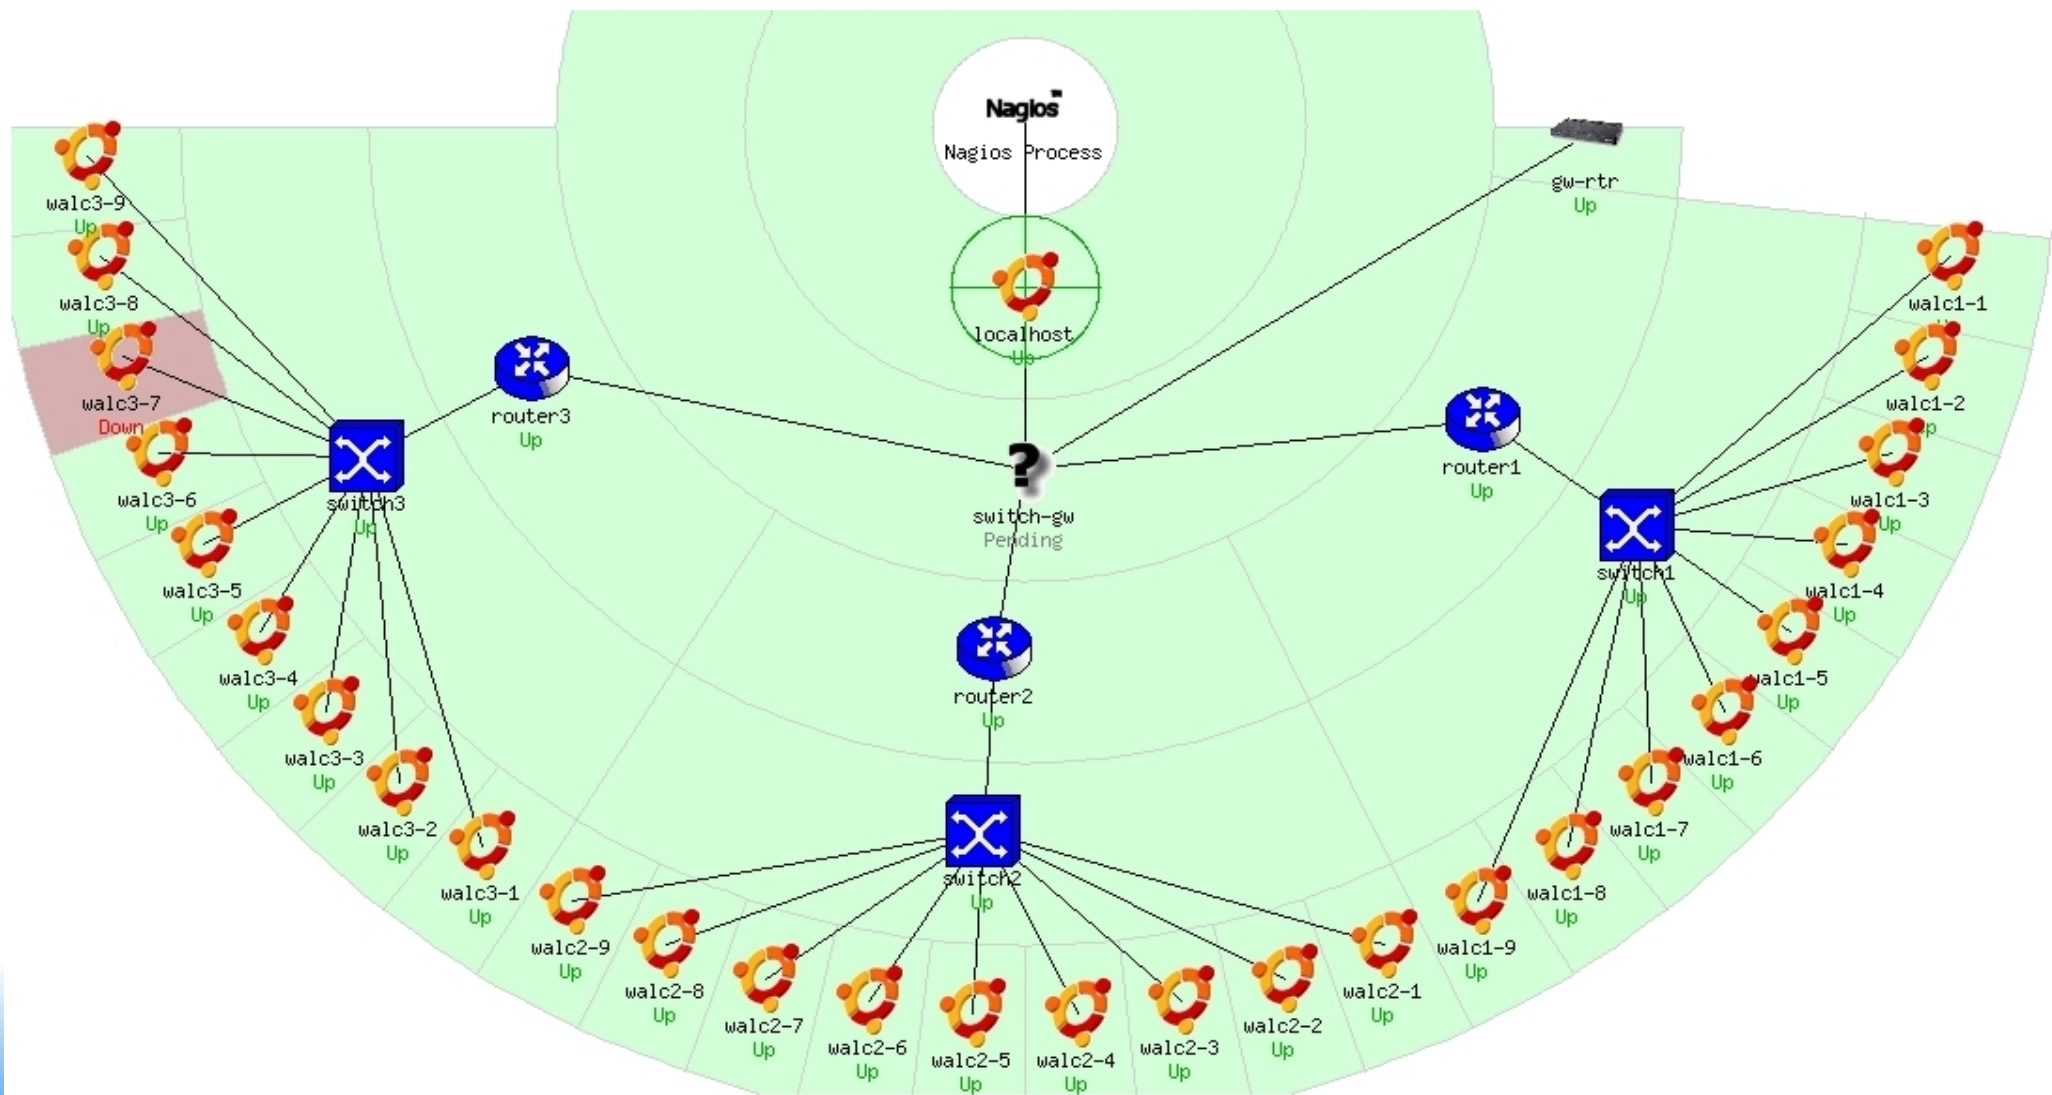 Nagios™
Nagios Process
gw-rtr
Up
localhost
Up
walc3-9
Up
walc3-8
Up
walc3-7
Down
walc3-6
Up
walc3-5
Up
walc3-4
Up
walc3-3
Up
walc3-2
Up
walc3-1
Up
switch3
Up
router3
Up
?
switch-gw
Pending
router1
Up
switch1
Up
router2
Up
switch2
Up
walc2-9
Up
walc2-8
Up
walc2-7
Up
walc2-6
Up
walc2-5
Up
walc2-4
Up
walc2-3
Up
walc2-2
Up
walc2-1
Up
walc1-9
Up
walc1-8
Up
walc1-7
Up
walc1-6
Up
walc1-5
Up
walc1-4
Up
walc1-3
Up
walc1-2
Up
walc1-1